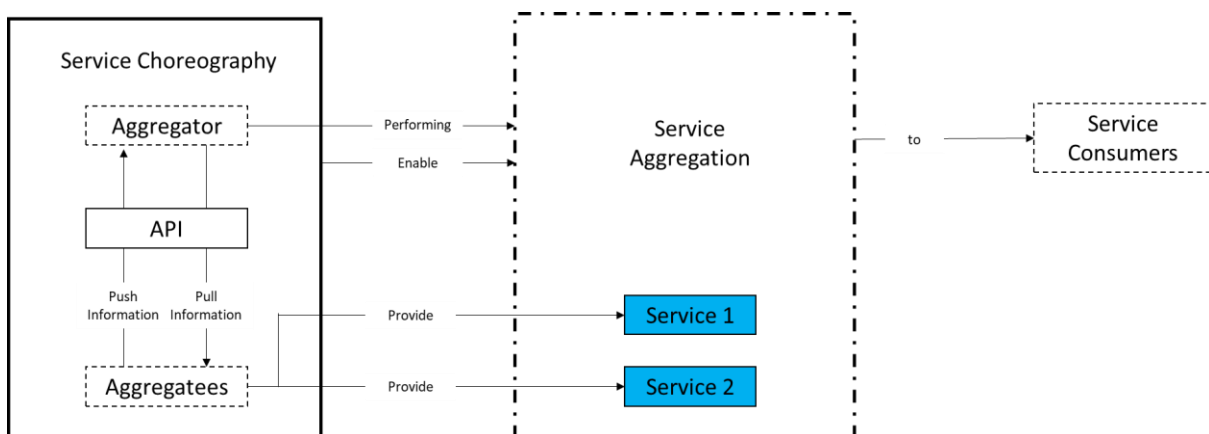 Service Choreography
Aggregator
API
Push
Information
Pull
Information
Aggregatees
Performing
Enable
Provide
Provide
Service
Aggregation
Service 1
Service 2
to
Service
Consumers